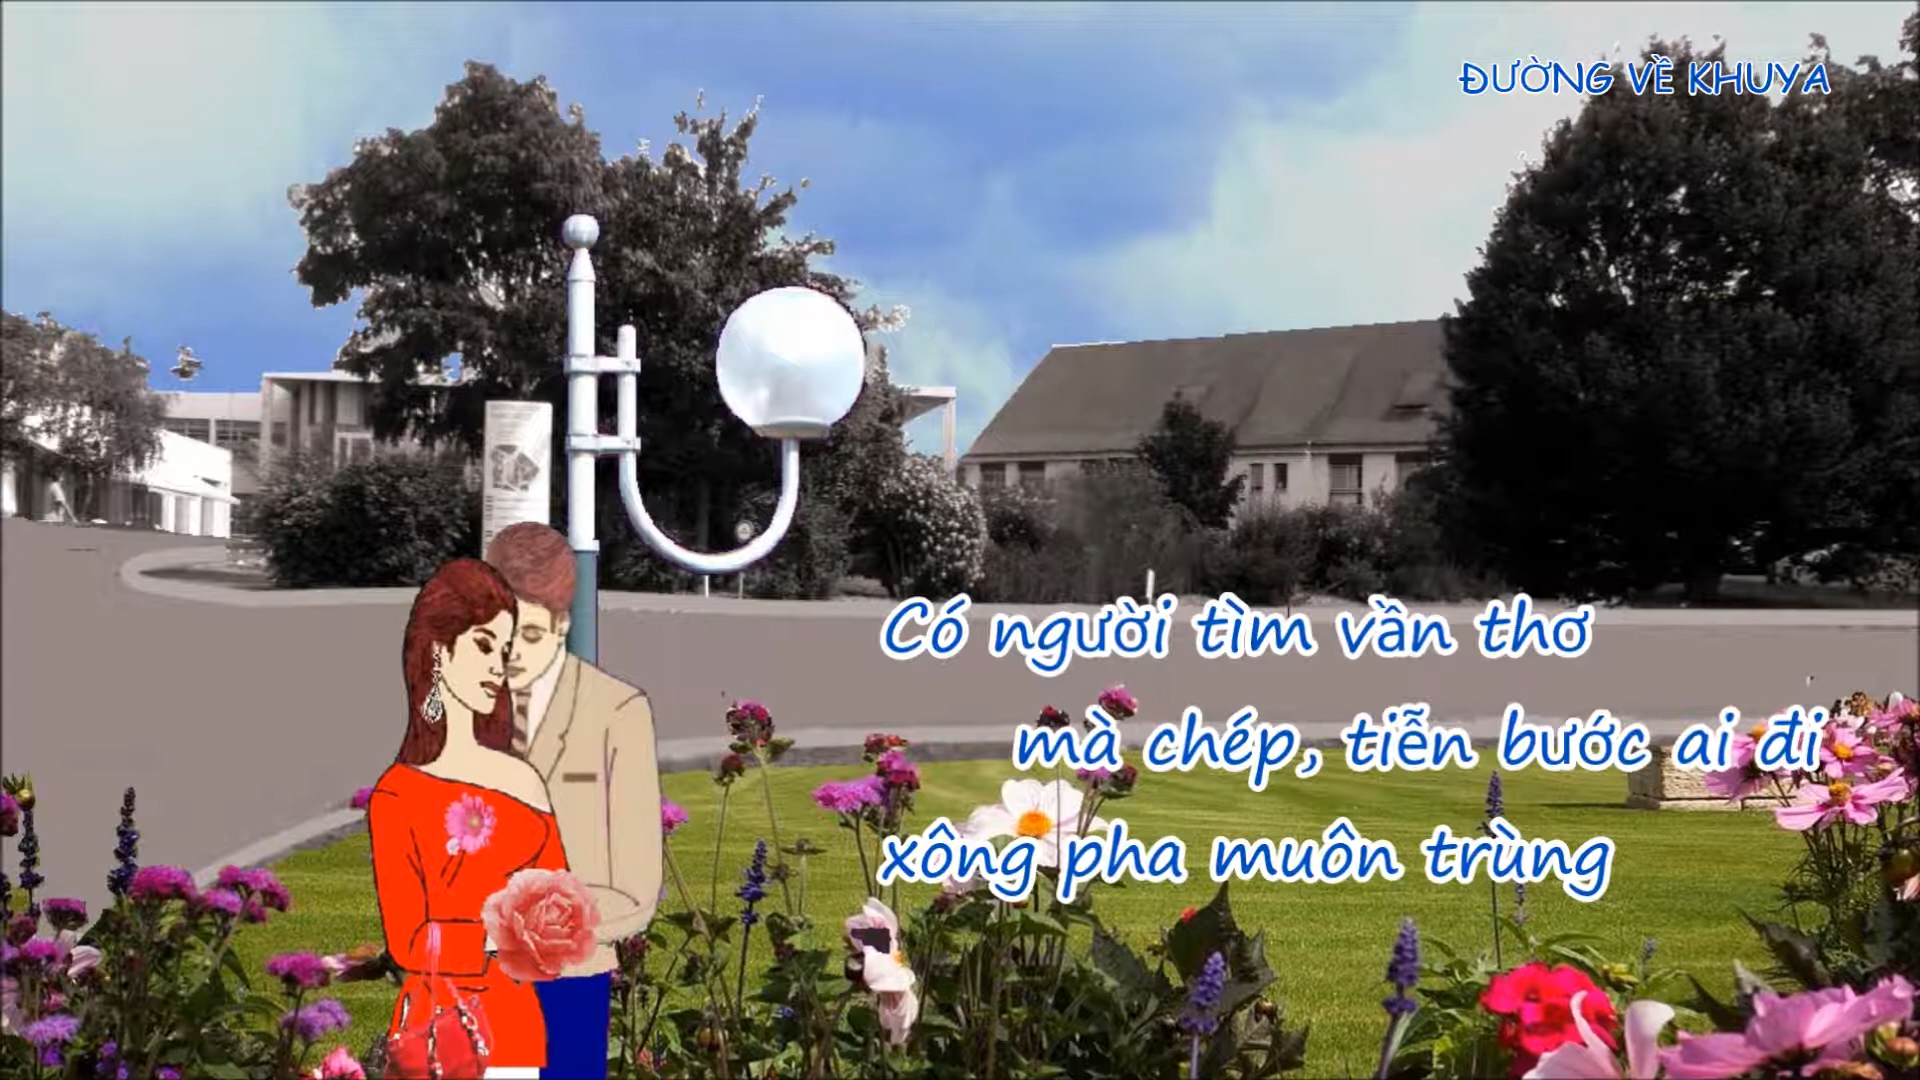 ĐƯỜNG VỀ KHUYA
Có người tìm vần thơ
mà chép, tiễn bước ai đi
xông pha muôn trùng